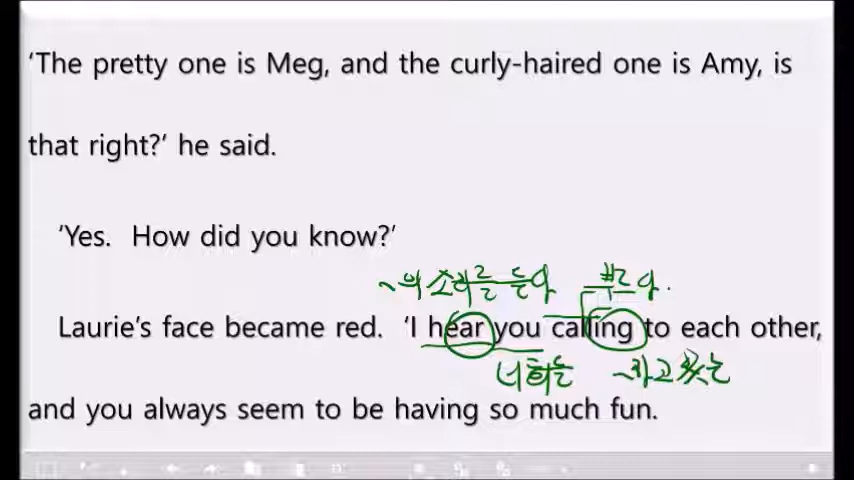 ‘The pretty one is Meg, and the curly-haired one is Amy, is
that right?’ he said.
‘Yes. How did you know?’
~의 소리를 듣다 부르다.
Laurie’s face became red. ‘I hear you calling to each other,
너희는 ~하고 있는
and you always seem to be having so much fun.